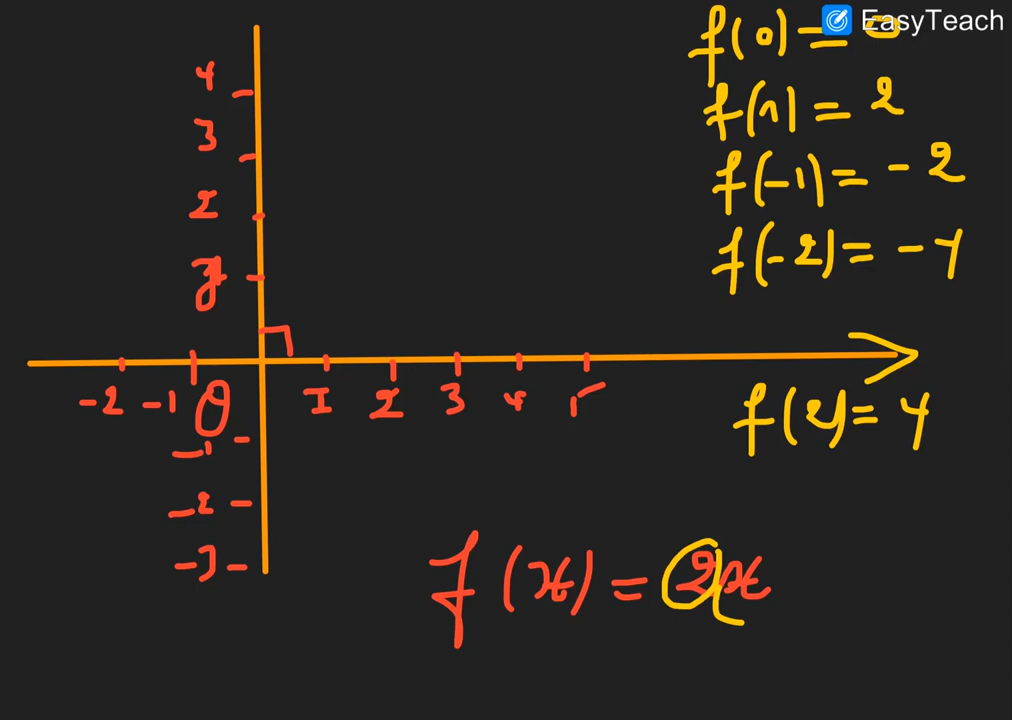 EasyTeach
f(0) = 0
f(1) = 2
f(-1) = -2
f(-2) = -4
f(2) = 4
4
3
2
1
-2 -1 0 1 2 3 4 5
-1
-2
-3
f(x) = 2x